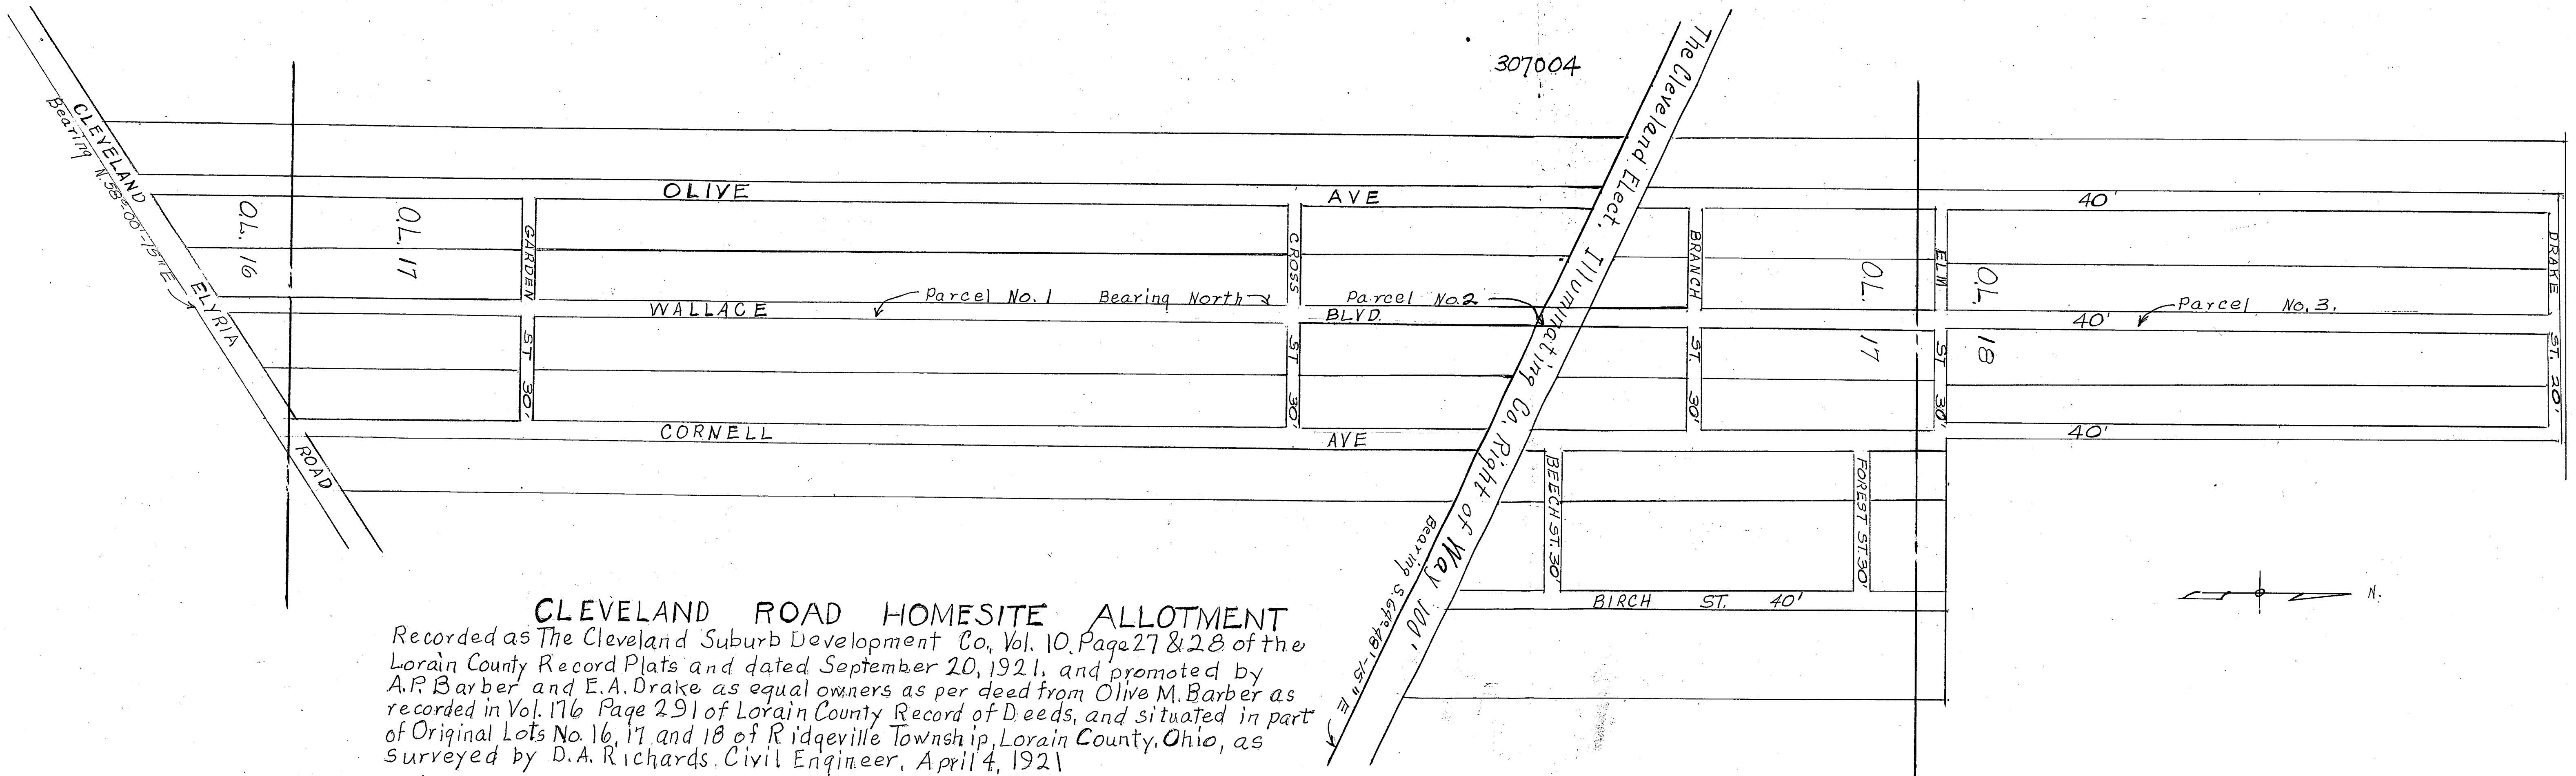 307004
The Cleveland Elect. Illuminating Co. Right of Way 100'
Bearing S.64°-48'-15" E
CLEVELAND ELYRIA ROAD
Bearing N.58°-00'-15" E
OLIVE AVE 40'
O.L. 16
O.L. 17
GARDEN ST 30'
CROSS ST 30'
BRANCH ST. 30'
O.L. 17
ELM ST 30'
O.L. 18
DRAKE ST. 20'
Parcel No. 1 Bearing North
Parcel No. 2
Parcel No. 3.
WALLACE BLVD. 40'
CORNELL AVE 40'
BEECH ST. 30'
FOREST ST. 30'
BIRCH ST. 40'
N.
CLEVELAND ROAD HOMESITE ALLOTMENT
Recorded as The Cleveland Suburb Development Co., Vol. 10, Page 27 & 28 of the
Lorain County Record Plats and dated September 20, 1921, and promoted by
A.P. Barber and E.A. Drake as equal owners as per deed from Olive M. Barber as
recorded in Vol. 176 Page 291 of Lorain County Record of Deeds, and situated in part
of Original Lots No. 16, 17 and 18 of Ridgeville Township, Lorain County, Ohio, as
surveyed by D.A. Richards, Civil Engineer, April 4, 1921